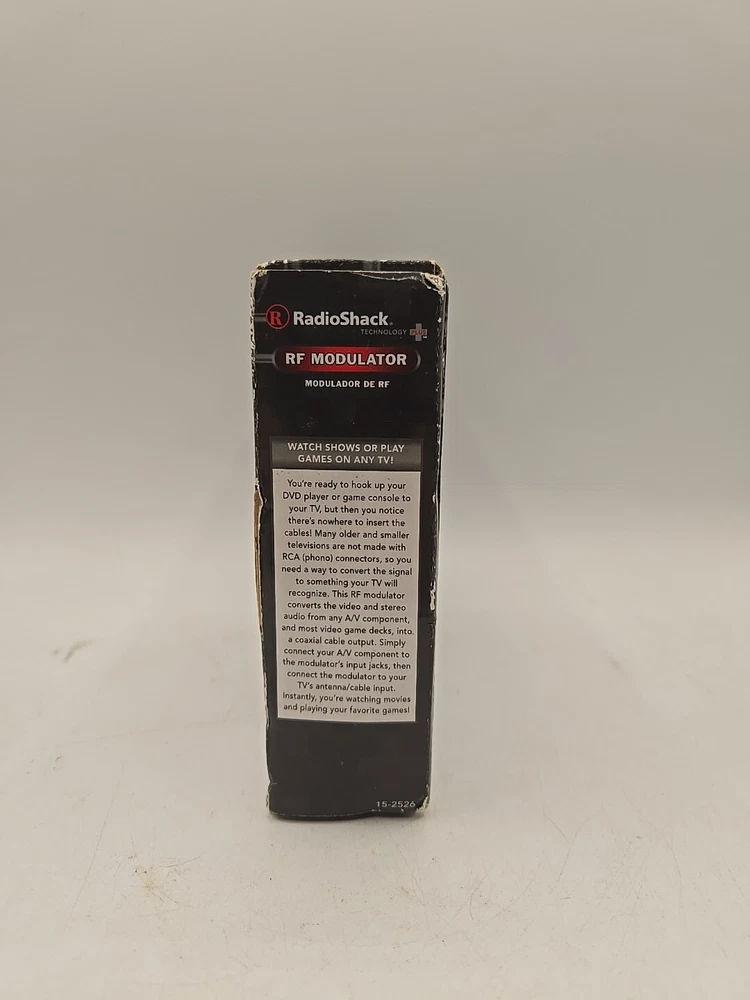 R RadioShack®
TECHNOLOGY PLUS
RF MODULATOR
MODULADOR DE RF
WATCH SHOWS OR PLAY
GAMES ON ANY TV!
You're ready to hook up your
DVD player or game console to
your TV, but then you notice
there's nowhere to insert the
cables! Many older and smaller
televisions are not made with
RCA (phono) connectors, so you
need a way to convert the signal
to something your TV will
recognize. This RF modulator
converts the video and stereo
audio from any A/V component,
and most video game decks, into
a coaxial cable output. Simply
connect your A/V component to
the modulator's input jacks, then
connect the modulator to your
TV's antenna/cable input.
Instantly, you're watching movies
and playing your favorite games!
15-2526